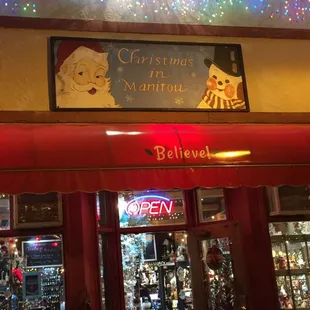 Christmas
in
Manitou
Believe!
OPEN